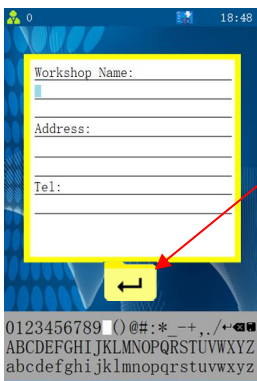 0 18:48
Workshop Name:
Address:
Tel:
0123456789 ()@#:*_-+,./↵
ABCDEFGHIJKLMNOPQRSTUVWXYZ
abcdefghijklmnopqrstuvwxyz